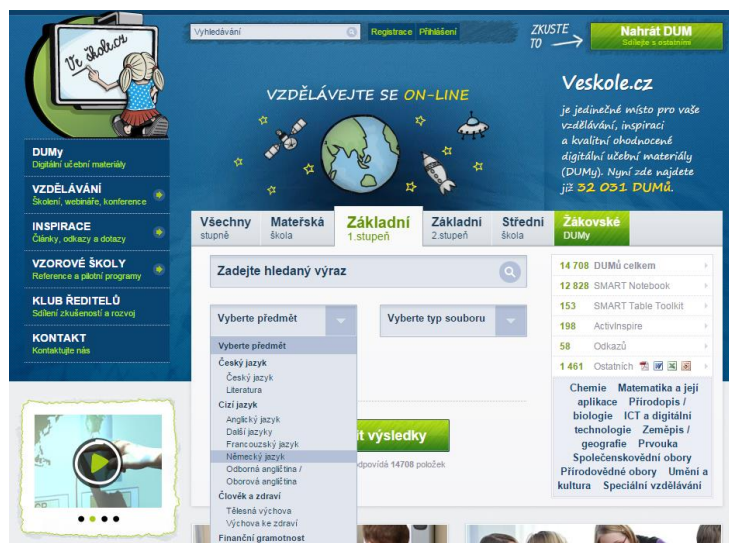 Ve škole.cz
Vyhledávání
Registrace Přihlášení
ZKUSTE
TO
Nahrát DUM
Sdílejte s ostatními
VZDĚLÁVEJTE SE ON-LINE
Veskole.cz
je jedinečné místo pro vaše
vzdělávání, inspiraci
a kvalitní ohodnocené
digitální učební materiály
(DUMy). Nyní zde najdete
již 32 031 DUMů.
DUMy
Digitální učební materiály
VZDĚLÁVÁNÍ
Školení, webináře, konference
INSPIRACE
Články, odkazy a dotazy
VZOROVÉ ŠKOLY
Reference a pilotní programy
KLUB ŘEDITELŮ
Sdílení zkušeností a rozvoj
KONTAKT
Kontaktujte nás
Všechny
stupně
Mateřská
škola
Základní
1.stupeň
Základní
2.stupeň
Střední
škola
Žákovské
DUMy
Zadejte hledaný výraz
Vyberte předmět
Vyberte typ souboru
Vyberte předmět
Český jazyk
Český jazyk
Literatura
Cizí jazyk
Anglický jazyk
Další jazyky
Francouzský jazyk
Německý jazyk
Odborná angličtina /
Oborová angličtina
Člověk a zdraví
Tělesná výchova
Výchova ke zdraví
Finanční gramotnost
it výsledky
odpovídá 14708 položek
14 708 DUMů celkem
12 828 SMART Notebook
153 SMART Table Toolkit
198 ActivInspire
58 Odkazů
1 461 Ostatních
Chemie Matematika a její
aplikace Přírodopis /
biologie ICT a digitální
technologie Zeměpis /
geografie Prvouka
Společenskovědní obory
Přírodovědné obory Umění a
kultura Speciální vzdělávání